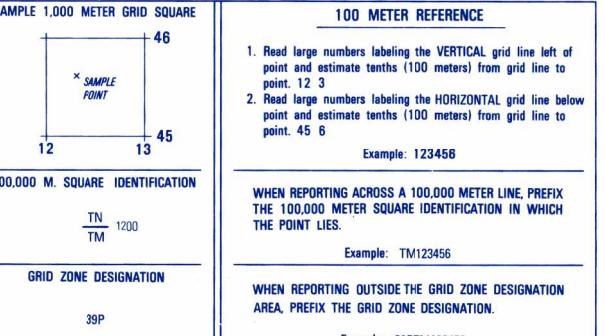 AMPLE 1,000 METER GRID SQUARE
46
× SAMPLE
POINT
45
12 13
00,000 M. SQUARE IDENTIFICATION
TN
TM
1200
GRID ZONE DESIGNATION
39P
100 METER REFERENCE
1. Read large numbers labeling the VERTICAL grid line left of
point and estimate tenths (100 meters) from grid line to
point. 12 3
2. Read large numbers labeling the HORIZONTAL grid line below
point and estimate tenths (100 meters) from grid line to
point. 45 6
Example: 123456
WHEN REPORTING ACROSS A 100,000 METER LINE, PREFIX
THE 100,000 METER SQUARE IDENTIFICATION IN WHICH
THE POINT LIES.
Example: TM123456
WHEN REPORTING OUTSIDE THE GRID ZONE DESIGNATION
AREA, PREFIX THE GRID ZONE DESIGNATION.